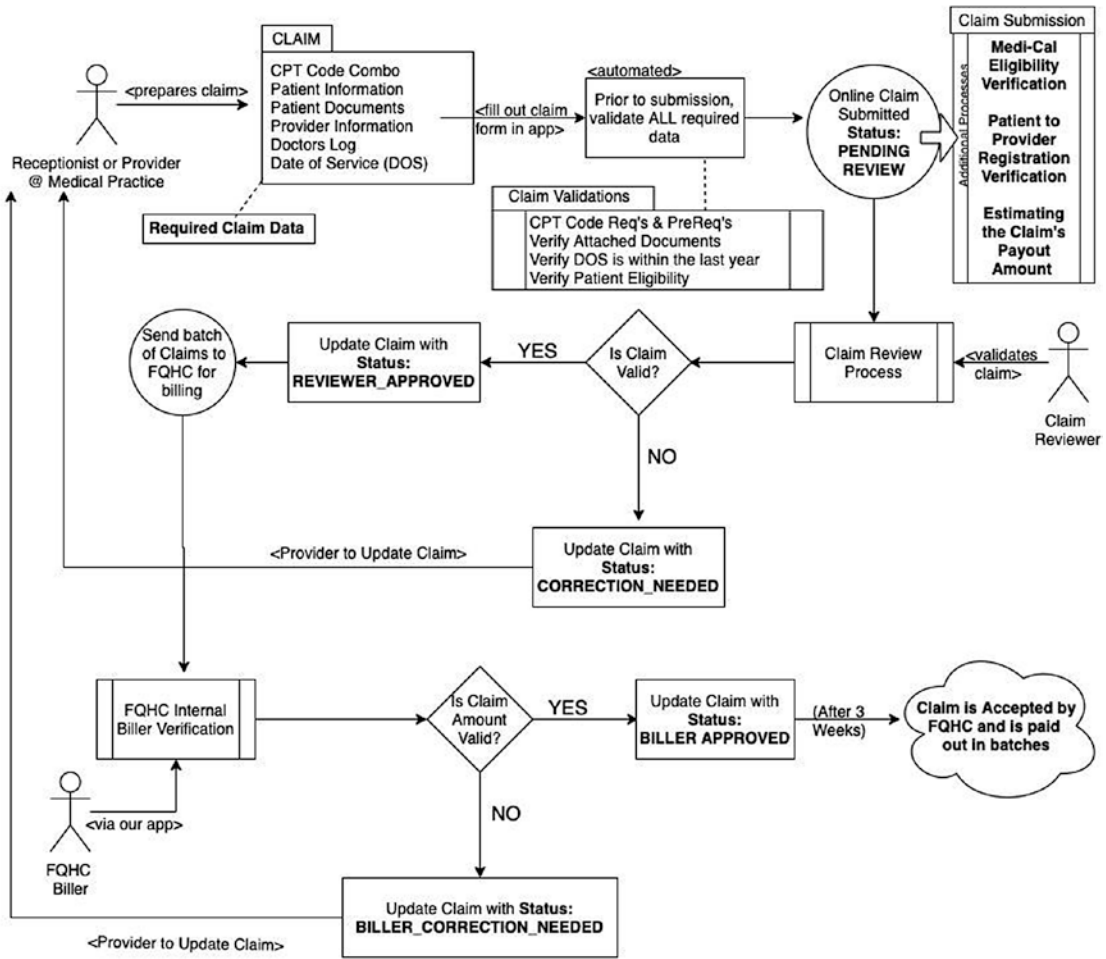 CLAIM
CPT Code Combo
Patient Information
Patient Documents
Provider Information
Doctors Log
Date of Service (DOS)
<prepares claim>
Receptionist or Provider
@ Medical Practice
Required Claim Data
<fill out claim
form in app>
<automated>
Prior to submission,
validate ALL required
data
Claim Validations
CPT Code Req's & PreReq's
Verify Attached Documents
Verify DOS is within the last year
Verify Patient Eligibility
Online Claim
Submitted
Status:
PENDING
REVIEW
Claim Submission
Additional Processes
Medi-Cal
Eligibility
Verification
Patient to
Provider
Registration
Verification
Estimating
the Claim's
Payout
Amount
Claim Review
Process
<validates
claim>
Claim
Reviewer
Is Claim
Valid?
YES
Update Claim with
Status:
REVIEWER_APPROVED
Send batch
of Claims to
FQHC for
billing
NO
Update Claim with
Status:
CORRECTION_NEEDED
<Provider to Update Claim>
FQHC Internal
Biller Verification
<via our app>
FQHC
Biller
Is Claim
Amount
Valid?
YES
Update Claim with
Status:
BILLER APPROVED
(After 3
Weeks)
Claim is Accepted by
FQHC and is paid
out in batches
NO
Update Claim with Status:
BILLER_CORRECTION_NEEDED
<Provider to Update Claim>